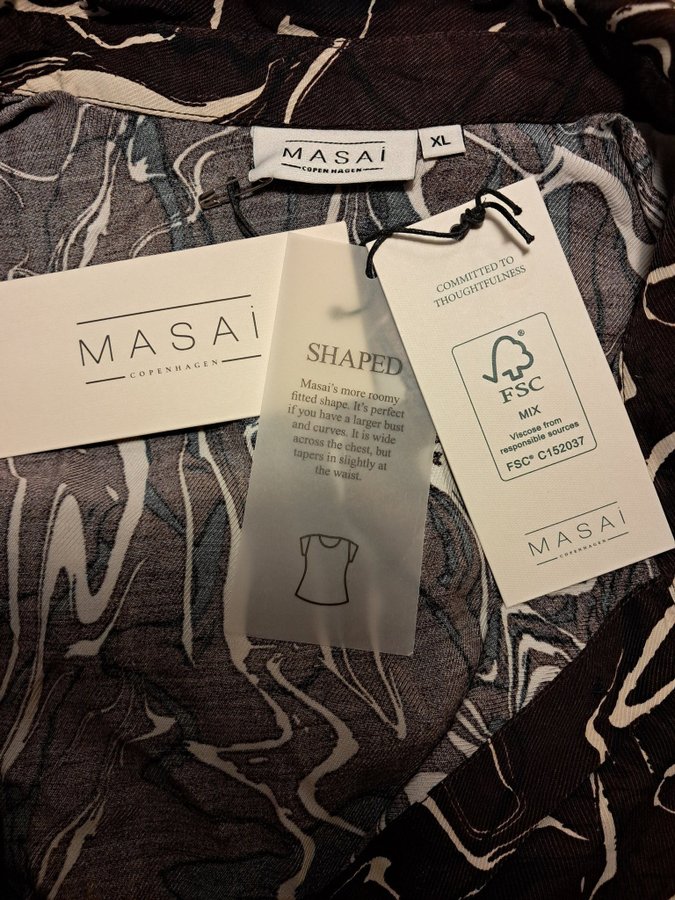 MASAI
COPENHAGEN
XL
MASAI
COPENHAGEN
SHAPED
Masai's more roomy
fitted shape. It's perfect
if you have a larger bust
and curves. It is wide
across the chest, but
tapers in slightly at
the waist.
COMMITTED TO
THOUGHTFULNESS
®
FSC
MIX
Viscose from
responsible sources
FSC® C152037
MASAI
COPENHAGEN